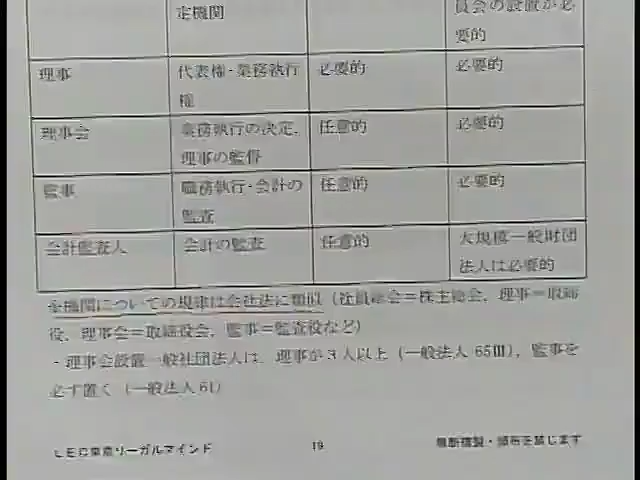 定機関
員会の設置が必
要的
理事 代表権・業務執行 必要的 必要的
権
理事会 業務執行の決定、 任意的 必要的
理事の監督
監事 職務執行・会計の 任意的 必要的
監査
会計監査人 会計の監査 任意的 大規模一般財団
法人は必要的
各機関についての規律は会社法に類似（社員総会＝株主総会、理事＝取締
役、理事会＝取締役会、監事＝監査役など）
・理事会設置一般社団法人は、理事が３人以上（一般法人 65Ⅲ）、監事を
必ず置く（一般法人 61）
ＬＥＣ東京リーガルマインド 19 無断複製・頒布を禁じます